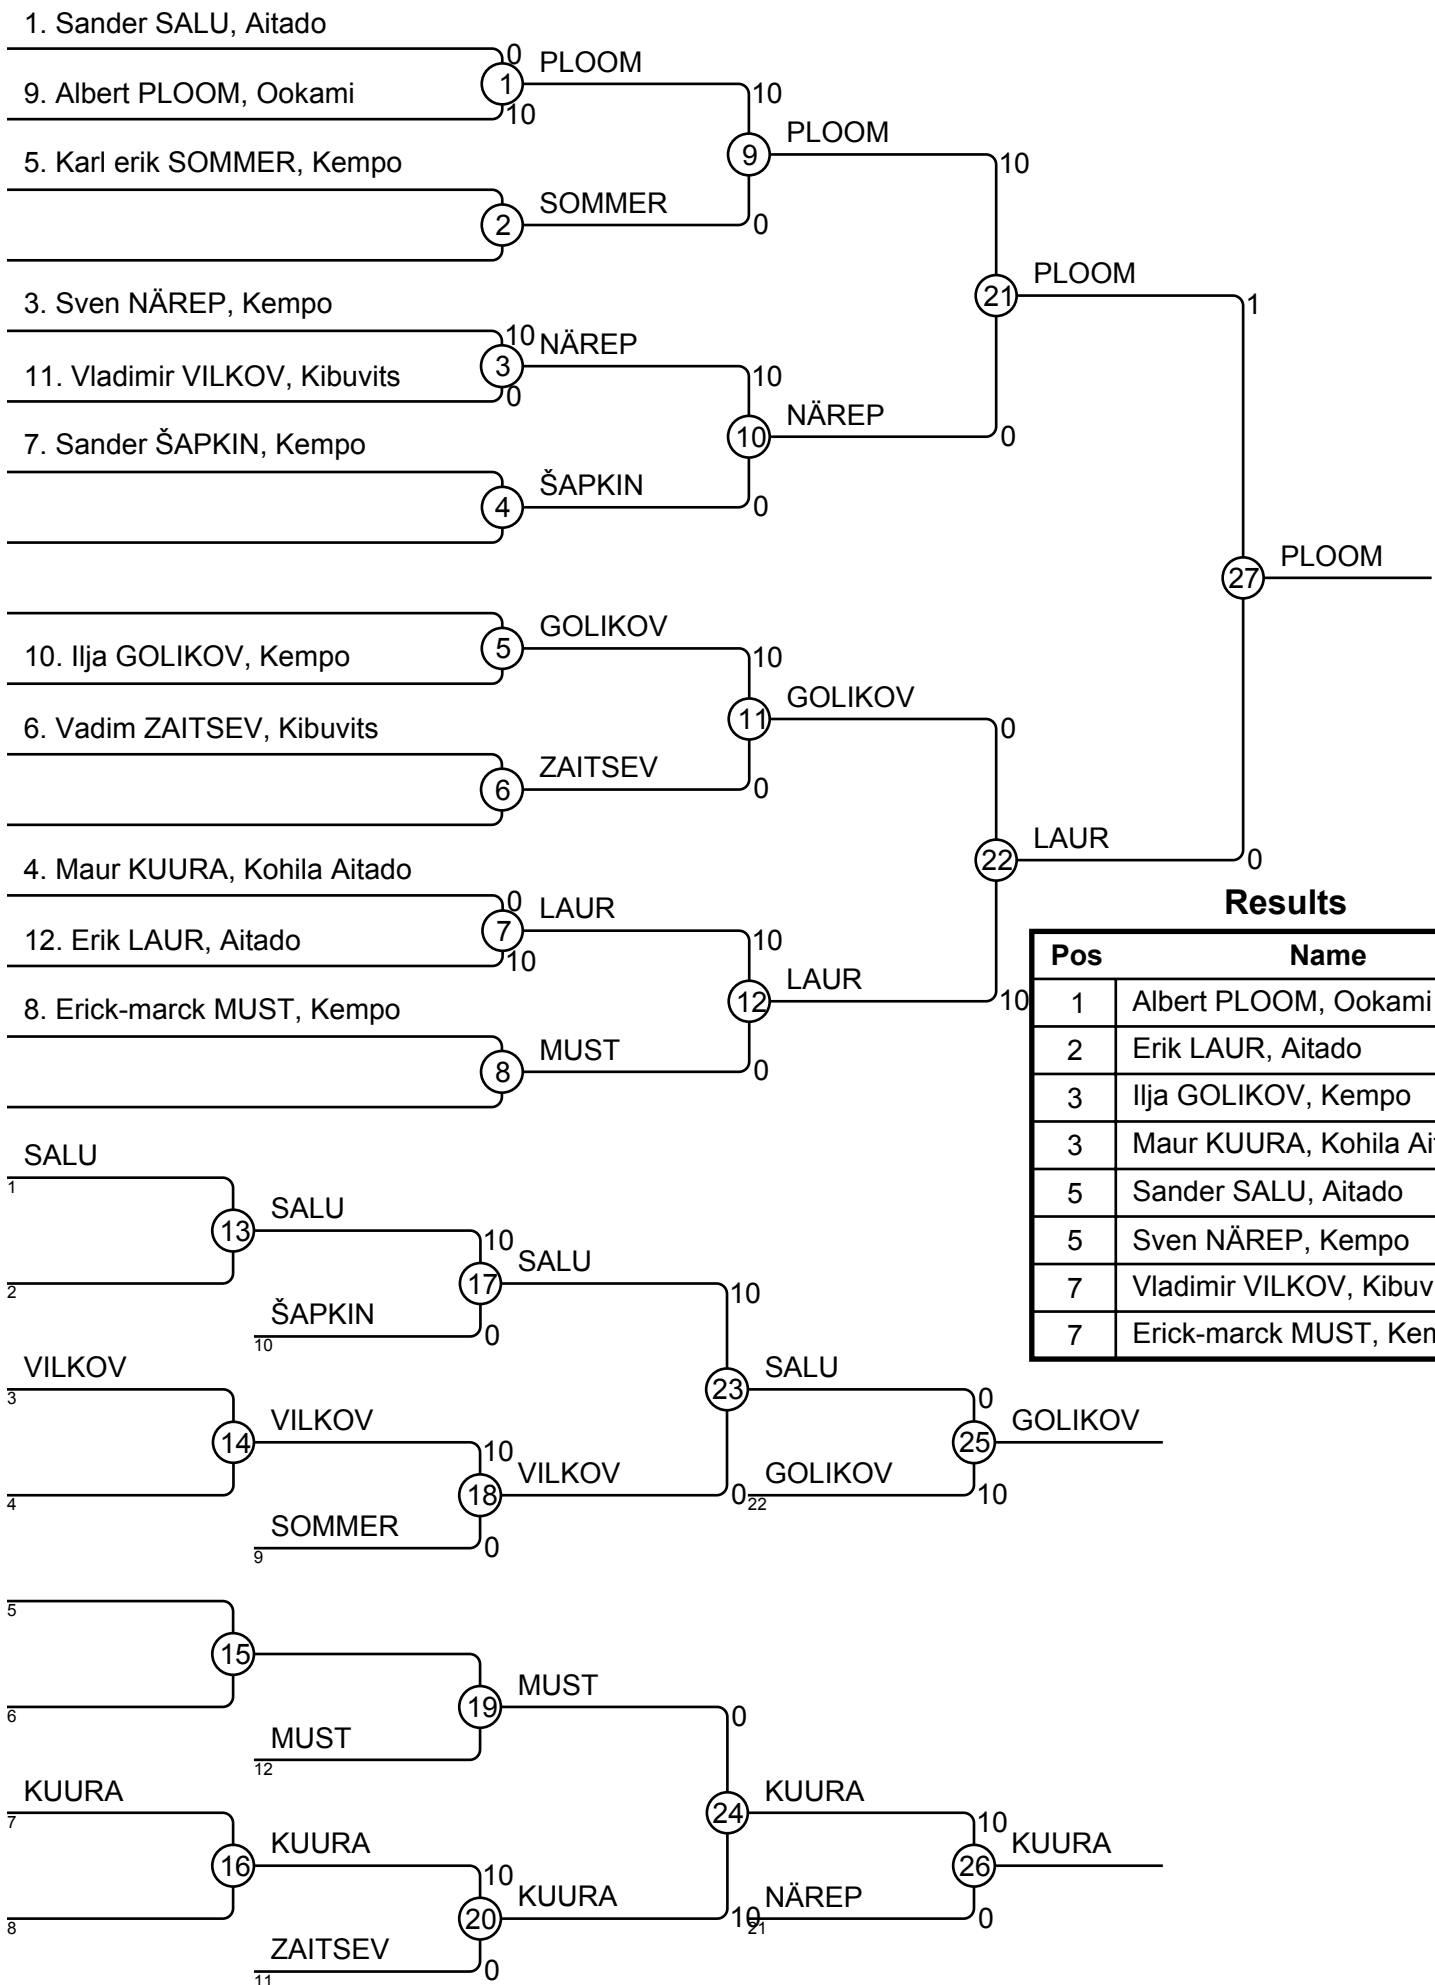 1. Sander SALU, Aitado
0
PLOOM
1
9. Albert PLOOM, Ookami
10
10
PLOOM
9
5. Karl erik SOMMER, Kempo
10
SOMMER
2
0
PLOOM
21
3. Sven NÄREP, Kempo
10
NÄREP
1
3
11. Vladimir VILKOV, Kibuvits
0
10
NÄREP
10
0
7. Sander ŠAPKIN, Kempo
ŠAPKIN
4
0
PLOOM
27
GOLIKOV
5
10. Ilja GOLIKOV, Kempo
10
GOLIKOV
11
0
6. Vadim ZAITSEV, Kibuvits
ZAITSEV
6
0
LAUR
22
0
4. Maur KUURA, Kohila Aitado
0
LAUR
7
12. Erik LAUR, Aitado
10
10
LAUR
12
10
8. Erick-marck MUST, Kempo
MUST
8
0
Results
Pos Name
1 Albert PLOOM, Ookami
2 Erik LAUR, Aitado
3 Ilja GOLIKOV, Kempo
3 Maur KUURA, Kohila Ai
5 Sander SALU, Aitado
5 Sven NÄREP, Kempo
7 Vladimir VILKOV, Kibuv
7 Erick-marck MUST, Ken
SALU
1
SALU
13
10
SALU
17
2
10
ŠAPKIN
10
0
VILKOV
3
SALU
23
0
VILKOV
14
10
VILKOV
18
GOLIKOV
25
4
0
GOLIKOV
22
10
SOMMER
9
0
5
15
MUST
19
6
0
MUST
12
KUURA
7
KUURA
24
10
KUURA
16
10
KUURA
20
KUURA
26
8
10
NÄREP
21
0
ZAITSEV
11
0